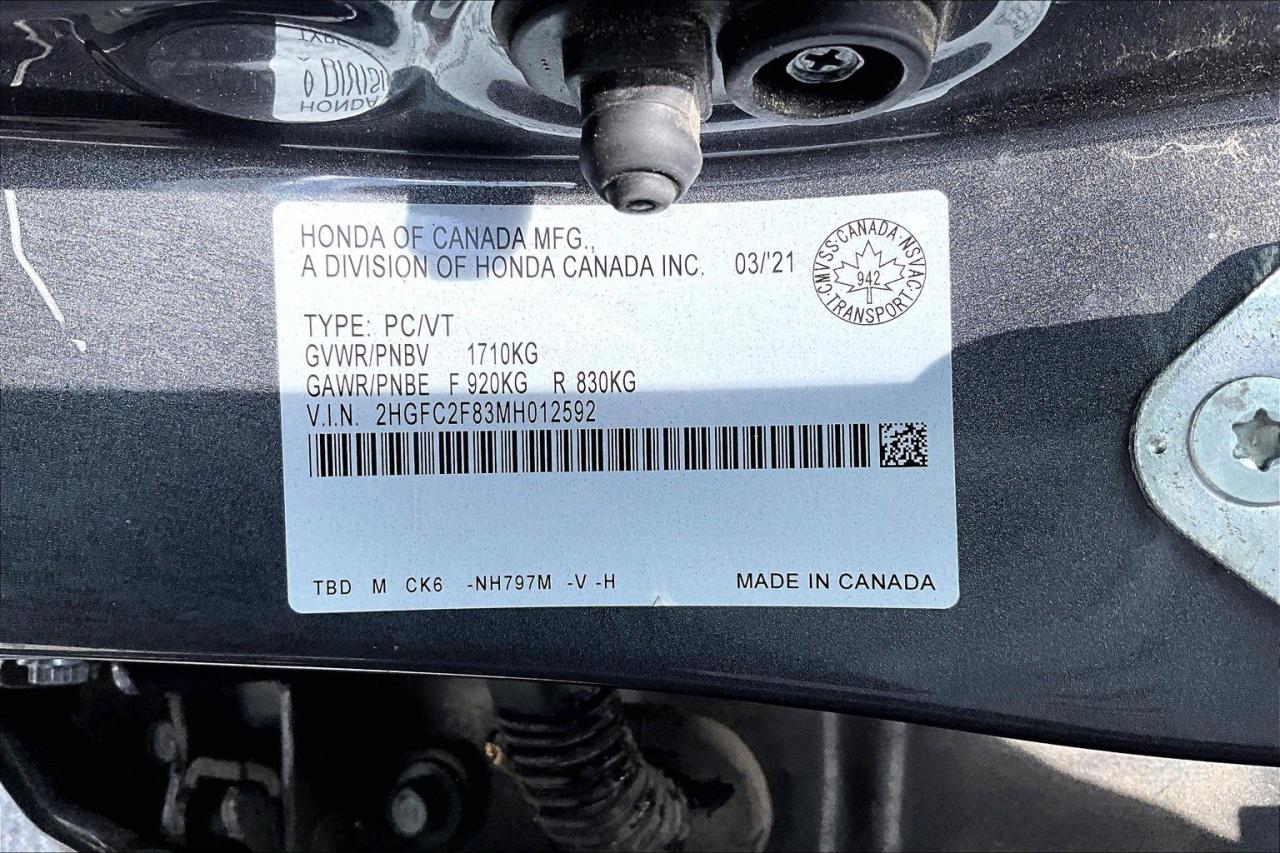 HONDA OF CANADA MFG.,
A DIVISION OF HONDA CANADA INC. 03/'21
CMVSS·CANADA·NSVAC·TRANSPORT·
942
TYPE: PC/VT
GVWR/PNBV 1710KG
GAWR/PNBE F 920KG R 830KG
V.I.N. 2HGFC2F83MH012592
TBD M CK6 -NH797M -V -H
MADE IN CANADA